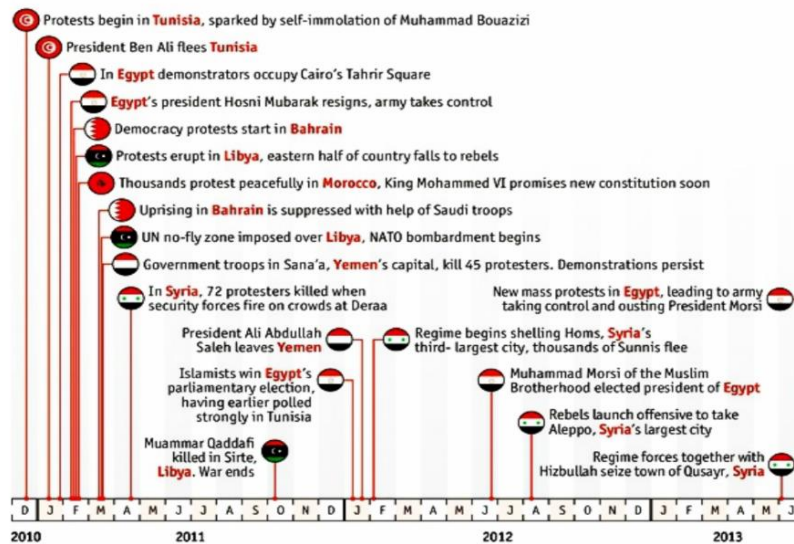 Protests begin in Tunisia, sparked by self-immolation of Muhammad Bouazizi
President Ben Ali flees Tunisia
In Egypt demonstrators occupy Cairo's Tahrir Square
Egypt's president Hosni Mubarak resigns, army takes control
Democracy protests start in Bahrain
Protests erupt in Libya, eastern half of country falls to rebels
Thousands protest peacefully in Morocco, King Mohammed VI promises new constitution soon
Uprising in Bahrain is suppressed with help of Saudi troops
UN no-fly zone imposed over Libya, NATO bombardment begins
Government troops in Sana'a, Yemen's capital, kill 45 protesters. Demonstrations persist
In Syria, 72 protesters killed when
security forces fire on crowds at Deraa
New mass protests in Egypt, leading to army
taking control and ousting President Morsi
President Ali Abdullah
Saleh leaves Yemen
Regime begins shelling Homs, Syria's
third- largest city, thousands of Sunnis flee
Islamists win Egypt's
parliamentary election,
having earlier polled
strongly in Tunisia
Muhammad Morsi of the Muslim
Brotherhood elected president of Egypt
Rebels launch offensive to take
Aleppo, Syria's largest city
Muammar Qaddafi
killed in Sirte,
Libya. War ends
Regime forces together with
Hizbullah seize town of Qusayr, Syria
D J F M A M J J A S O N D J F M A M J J A S O N D J F M A M J
2010 2011 2012 2013